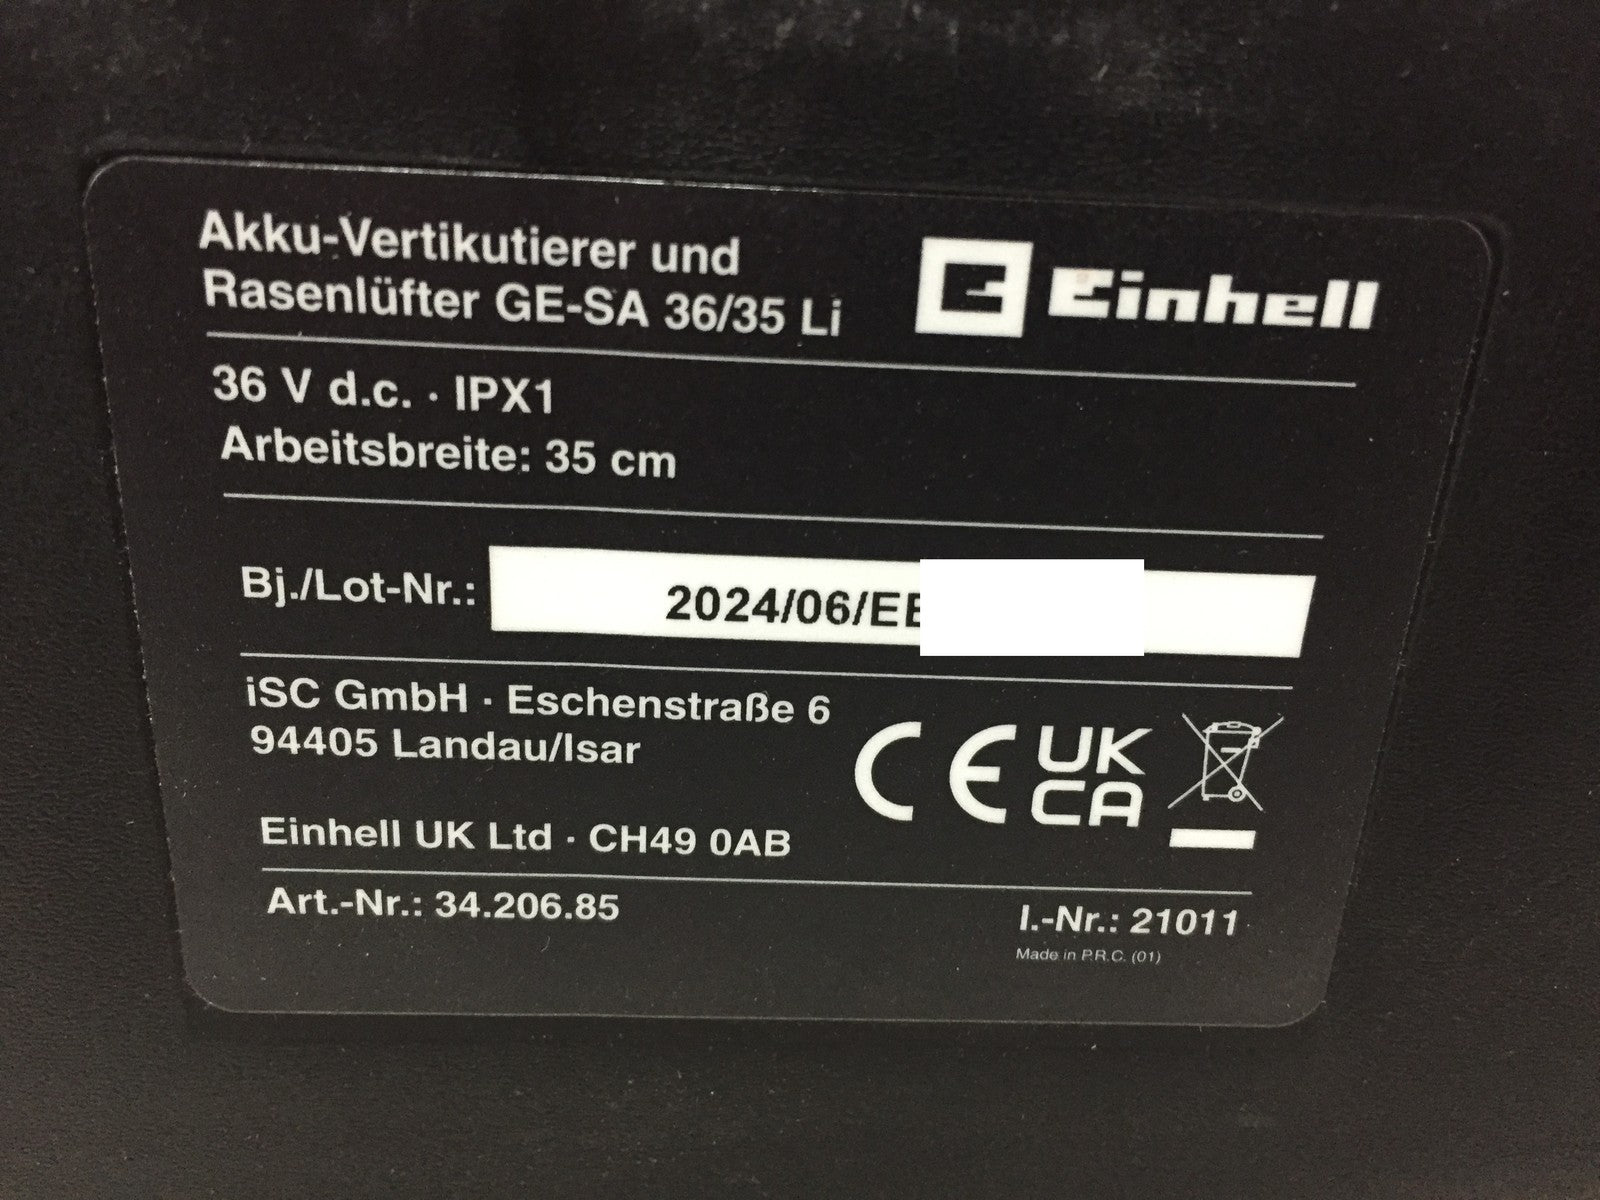 Akku-Vertikutierer und
Rasenlüfter GE-SA 36/35 Li
Einhell
36 V d.c. · IPX1
Arbeitsbreite: 35 cm
Bj./Lot-Nr.: 2024/06/EE
iSC GmbH · Eschenstraße 6
94405 Landau/Isar
CE UK CA
Einhell UK Ltd · CH49 0AB
Art.-Nr.: 34.206.85
I.-Nr.: 21011
Made in P.R.C. (01)